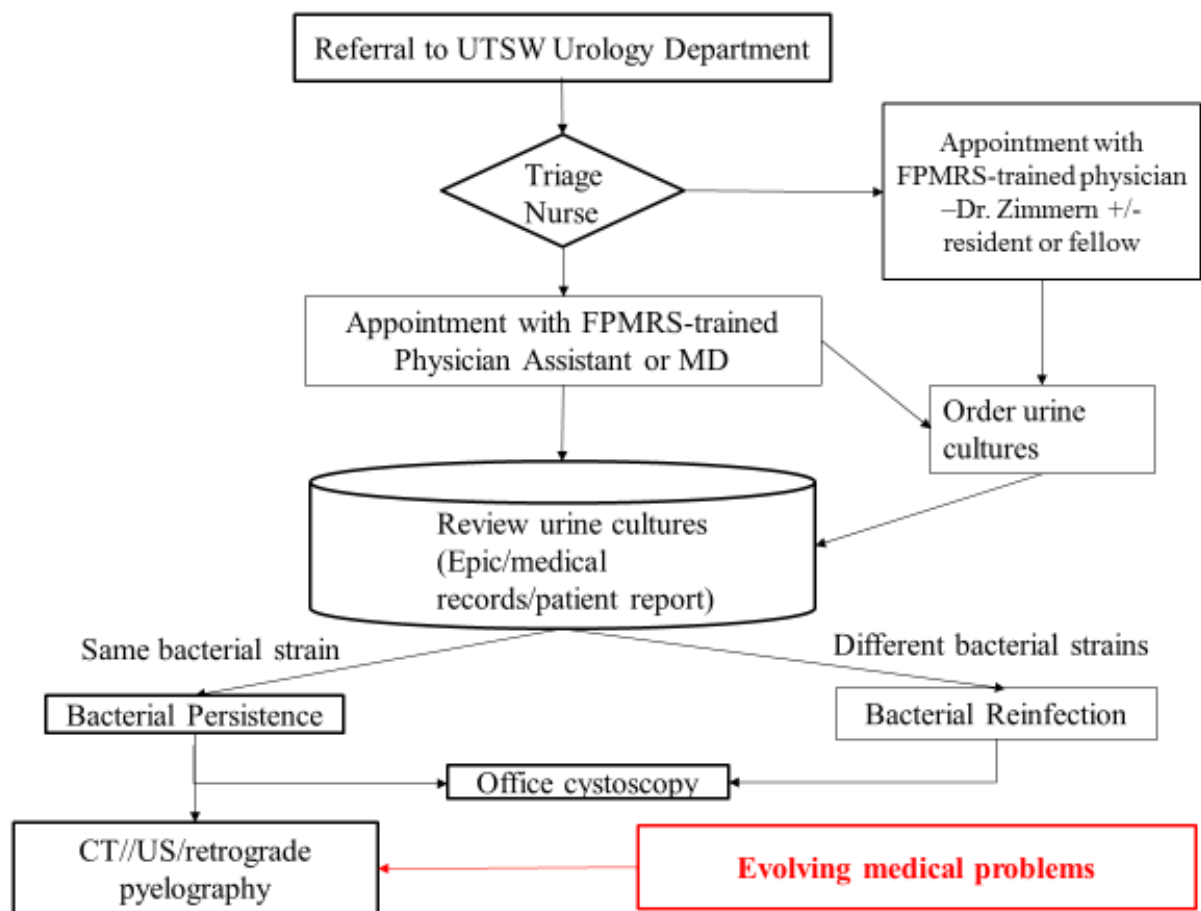 Referral to UTSW Urology Department
Triage
Nurse
Appointment with
FPMRS-trained physician
–Dr. Zimmern +/-
resident or fellow
Appointment with FPMRS-trained
Physician Assistant or MD
Order urine
cultures
Review urine cultures
(Epic/medical
records/patient report)
Same bacterial strain
Different bacterial strains
Bacterial Persistence
Bacterial Reinfection
Office cystoscopy
CT//US/retrograde
pyelography
Evolving medical problems